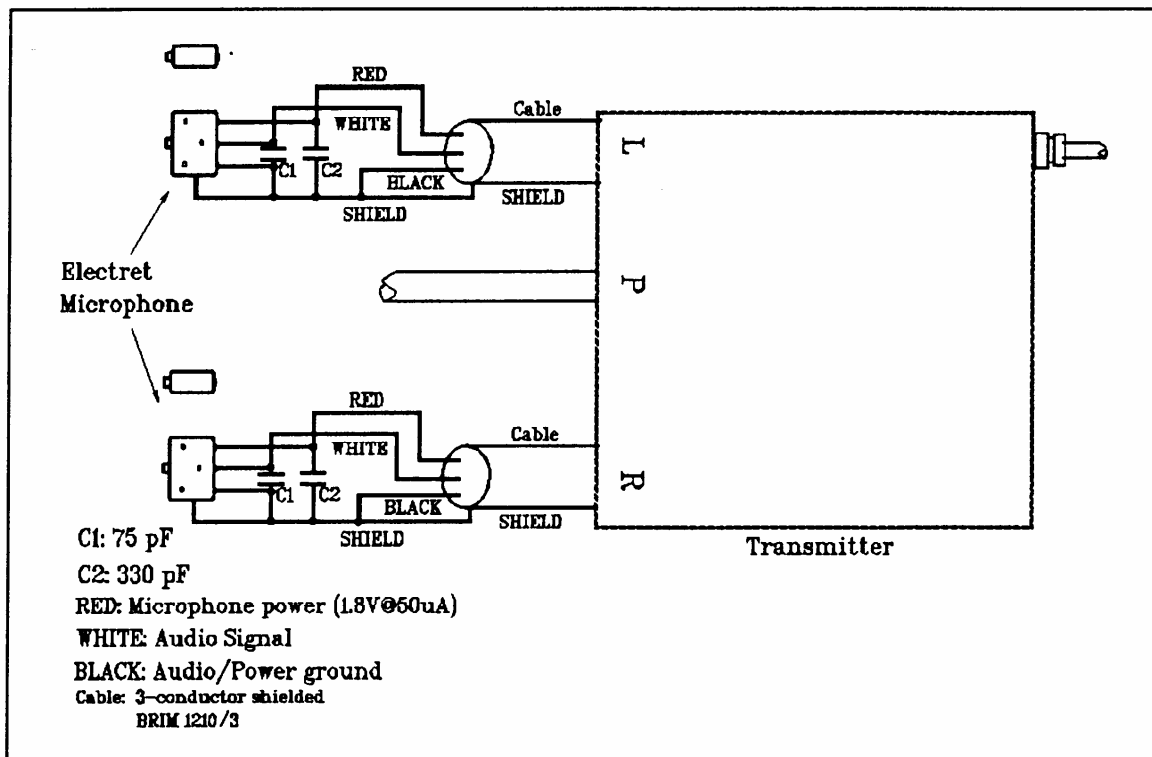 RED
Cable
WHITE
L
C1
C2
BLACK
SHIELD
SHIELD
Electret
Microphone
P
RED
Cable
WHITE
R
C1
C2
BLACK
SHIELD
SHIELD
Transmitter
C1: 75 pF
C2: 330 pF
RED: Microphone power (1.8V@50uA)
WHITE: Audio Signal
BLACK: Audio/Power ground
Cable: 3-conductor shielded
BRIM 1210/3